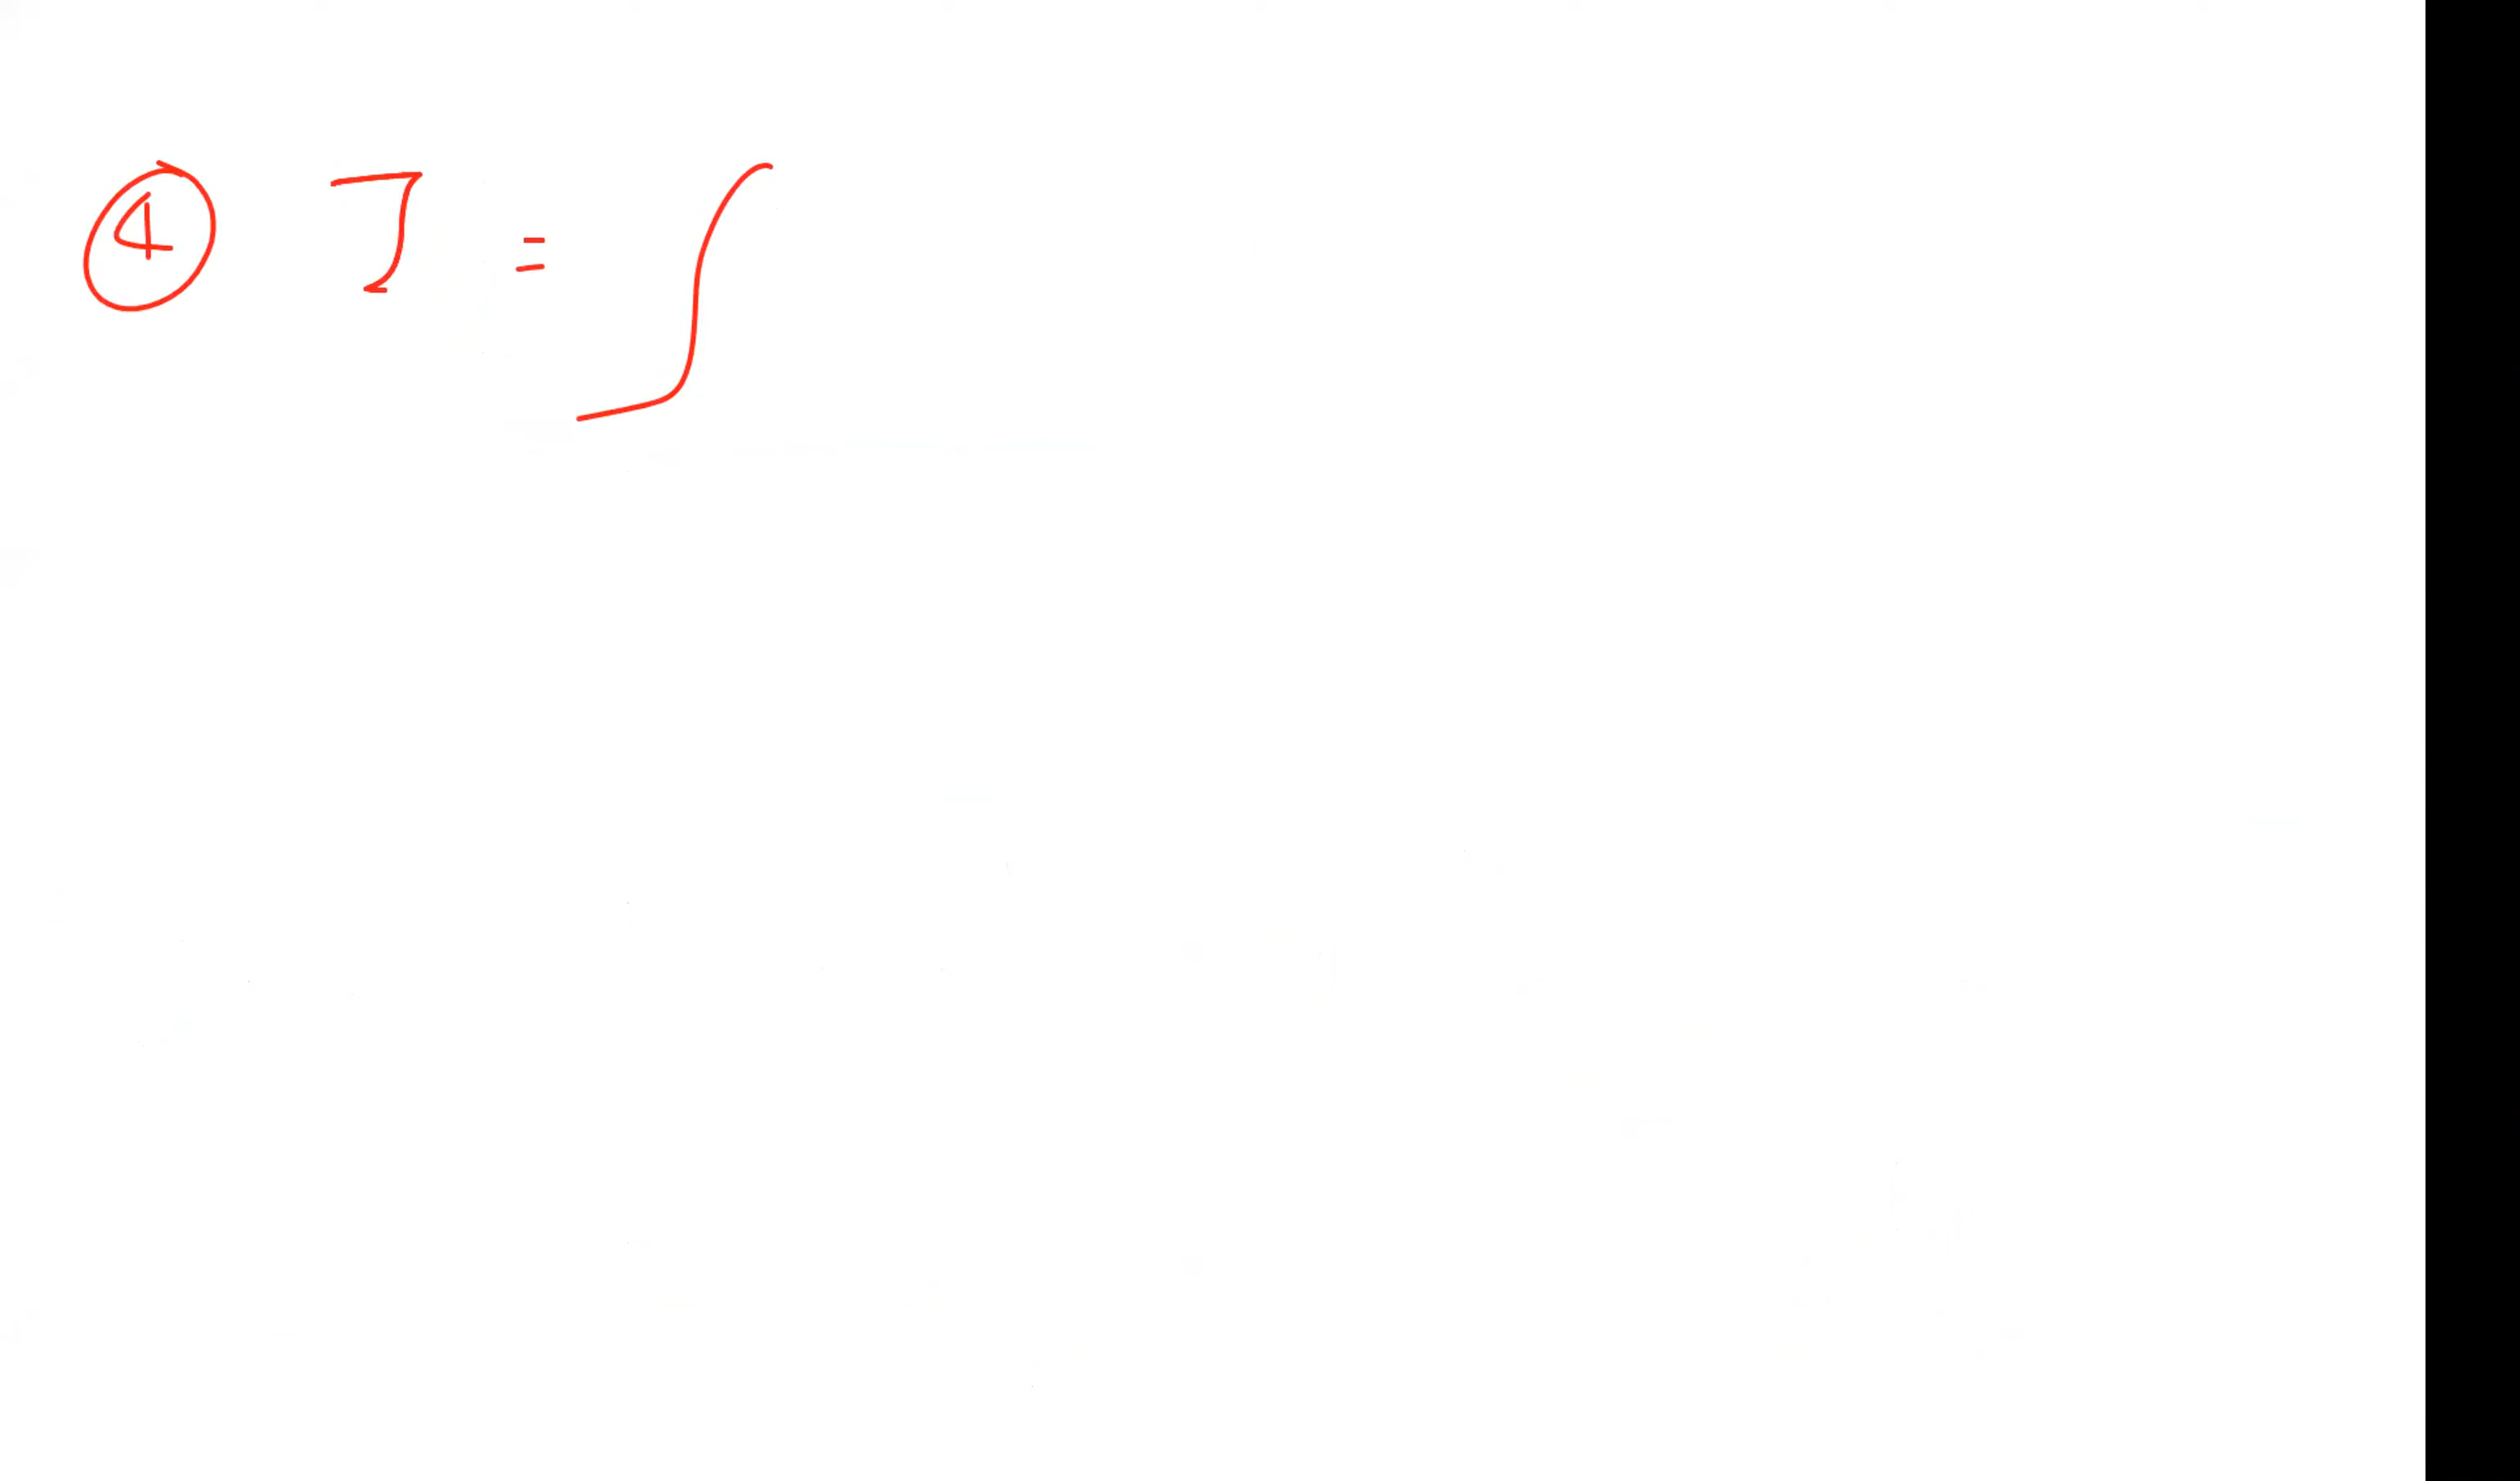 ④ J = ∫